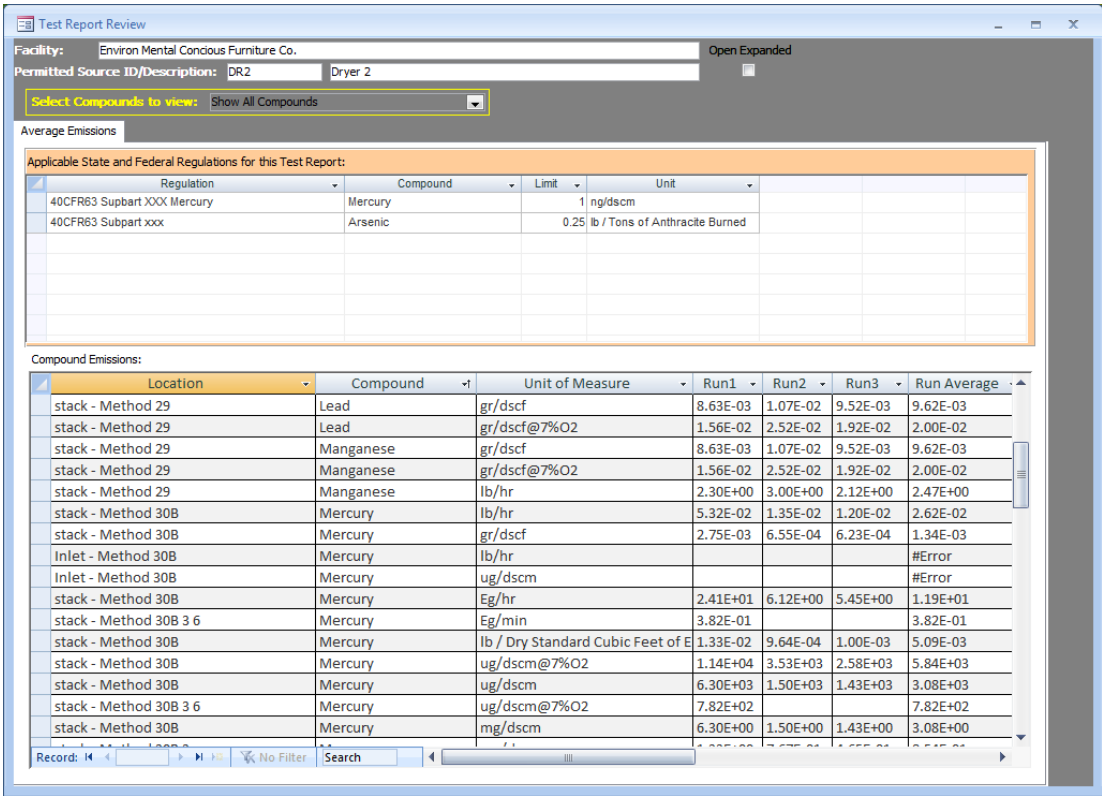 Test Report Review
Facility: Environ Mental Concious Furniture Co. Open Expanded
Permitted Source ID/Description: DR2 Dryer 2
Select Compounds to view: Show All Compounds
Average Emissions
Applicable State and Federal Regulations for this Test Report:
Regulation Compound Limit Unit
40CFR63 Supbart XXX Mercury Mercury 1 ng/dscm
40CFR63 Subpart xxx Arsenic 0.25 lb / Tons of Anthracite Burned
Compound Emissions:
Location Compound Unit of Measure Run1 Run2 Run3 Run Average
stack - Method 29 Lead gr/dscf 8.63E-03 1.07E-02 9.52E-03 9.62E-03
stack - Method 29 Lead gr/dscf@7%O2 1.56E-02 2.52E-02 1.92E-02 2.00E-02
stack - Method 29 Manganese gr/dscf 8.63E-03 1.07E-02 9.52E-03 9.62E-03
stack - Method 29 Manganese gr/dscf@7%O2 1.56E-02 2.52E-02 1.92E-02 2.00E-02
stack - Method 29 Manganese lb/hr 2.30E+00 3.00E+00 2.12E+00 2.47E+00
stack - Method 30B Mercury lb/hr 5.32E-02 1.35E-02 1.20E-02 2.62E-02
stack - Method 30B Mercury gr/dscf 2.75E-03 6.55E-04 6.23E-04 1.34E-03
Inlet - Method 30B Mercury lb/hr #Error
Inlet - Method 30B Mercury ug/dscm #Error
stack - Method 30B Mercury Eg/hr 2.41E+01 6.12E+00 5.45E+00 1.19E+01
stack - Method 30B 3 6 Mercury Eg/min 3.82E-01 3.82E-01
stack - Method 30B Mercury lb / Dry Standard Cubic Feet of E 1.33E-02 9.64E-04 1.00E-03 5.09E-03
stack - Method 30B Mercury ug/dscm@7%O2 1.14E+04 3.53E+03 2.58E+03 5.84E+03
stack - Method 30B Mercury ug/dscm 6.30E+03 1.50E+03 1.43E+03 3.08E+03
stack - Method 30B 3 6 Mercury ug/dscm@7%O2 7.82E+02 7.82E+02
stack - Method 30B Mercury mg/dscm 6.30E+00 1.50E+00 1.43E+00 3.08E+00
Record: No Filter Search